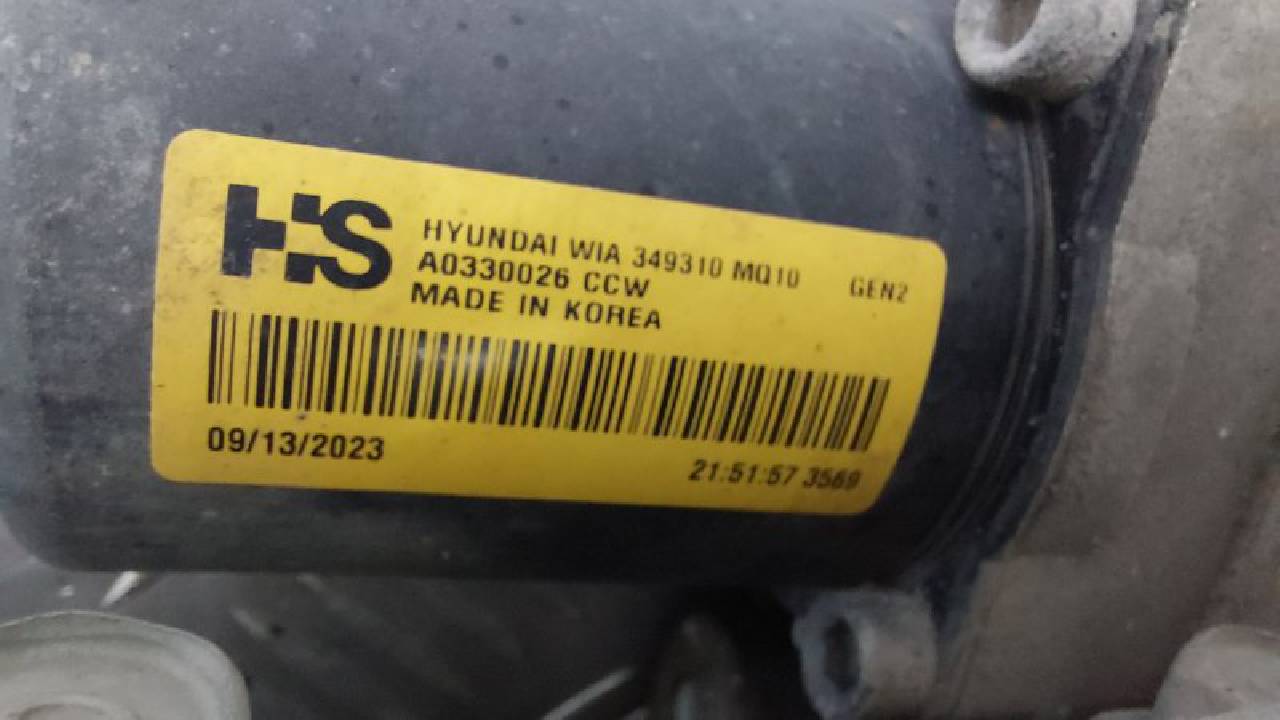 HS
HYUNDAI WIA 349310 MQ10 GEN2
A0330026 CCW
MADE IN KOREA
09/13/2023
21:51:57 3569